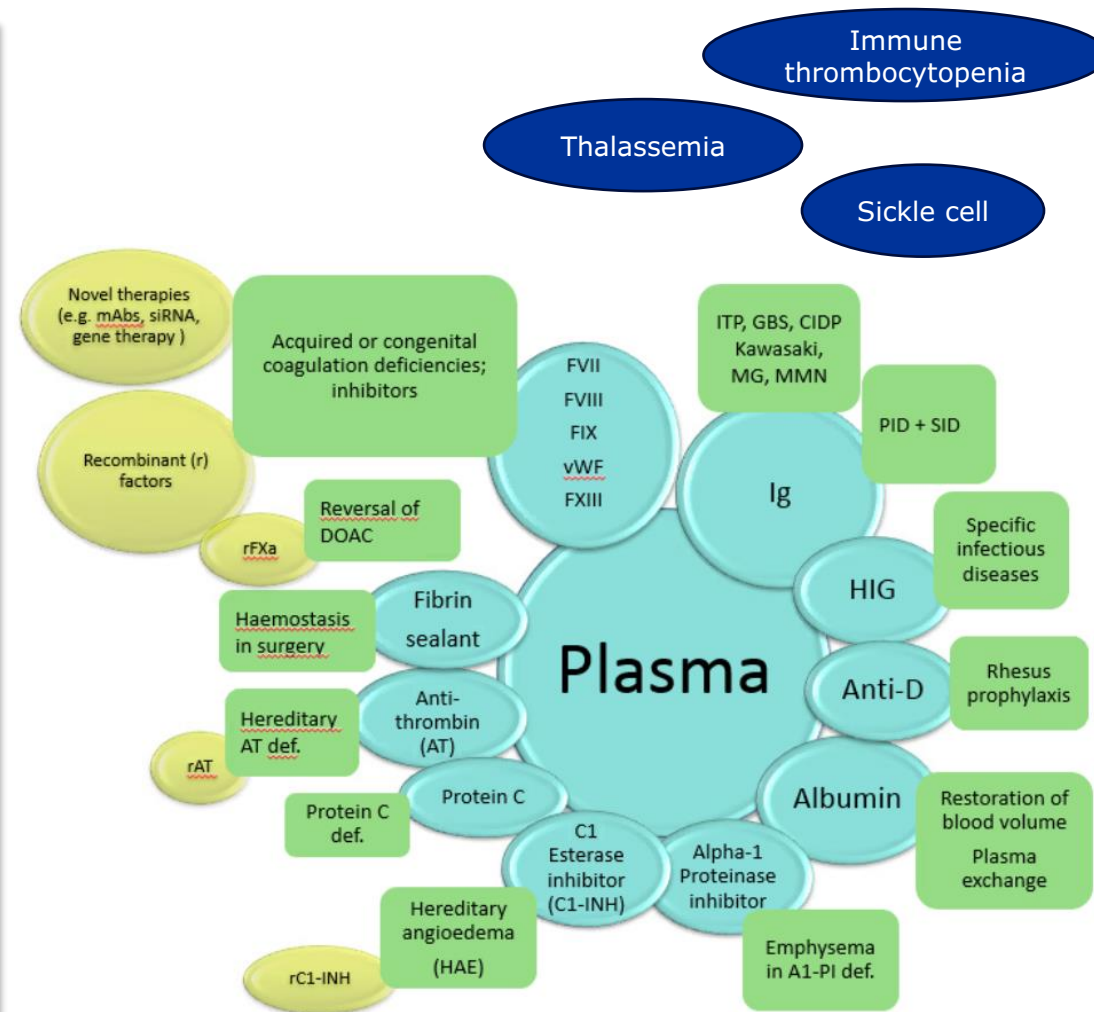 Immune
thrombocytopenia
Thalassemia
Sickle cell
Novel therapies
(e.g. mAbs, siRNA,
gene therapy )
Acquired or congenital
coagulation deficiencies;
inhibitors
FVII
FVIII
FIX
vWF
FXIII
ITP, GBS, CIDP
Kawasaki,
MG, MMN
PID + SID
Ig
Recombinant (r)
factors
rFXa
Reversal of
DOAC
Specific
infectious
diseases
HIG
Fibrin
sealant
Haemostasis
in surgery
Plasma
Anti-D
Rhesus
prophylaxis
Anti-
thrombin
(AT)
Hereditary
AT def.
rAT
Albumin
Restoration of
blood volume
Plasma
exchange
Protein C
Protein C
def.
C1
Esterase
inhibitor
(C1-INH)
Alpha-1
Proteinase
inhibitor
Hereditary
angioedema
(HAE)
rC1-INH
Emphysema
in A1-PI def.